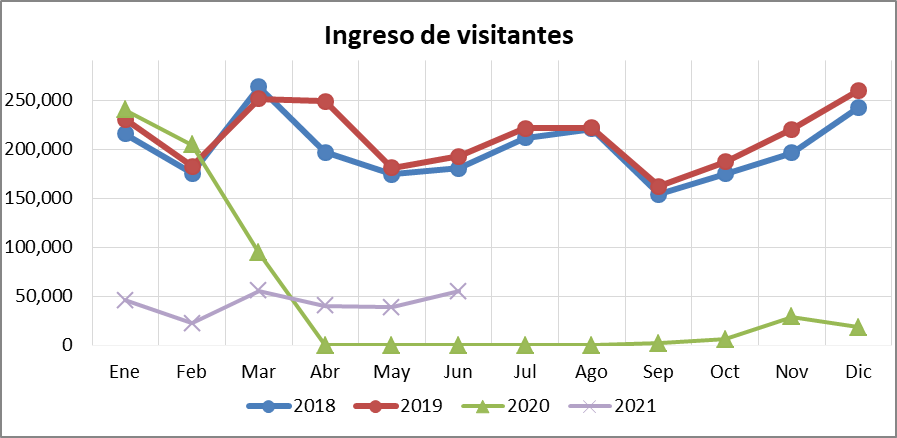 Ingreso de visitantes
250,000
200,000
150,000
100,000
50,000
0
Ene Feb Mar Abr May Jun Jul Ago Sep Oct Nov Dic
2018 2019 2020 2021